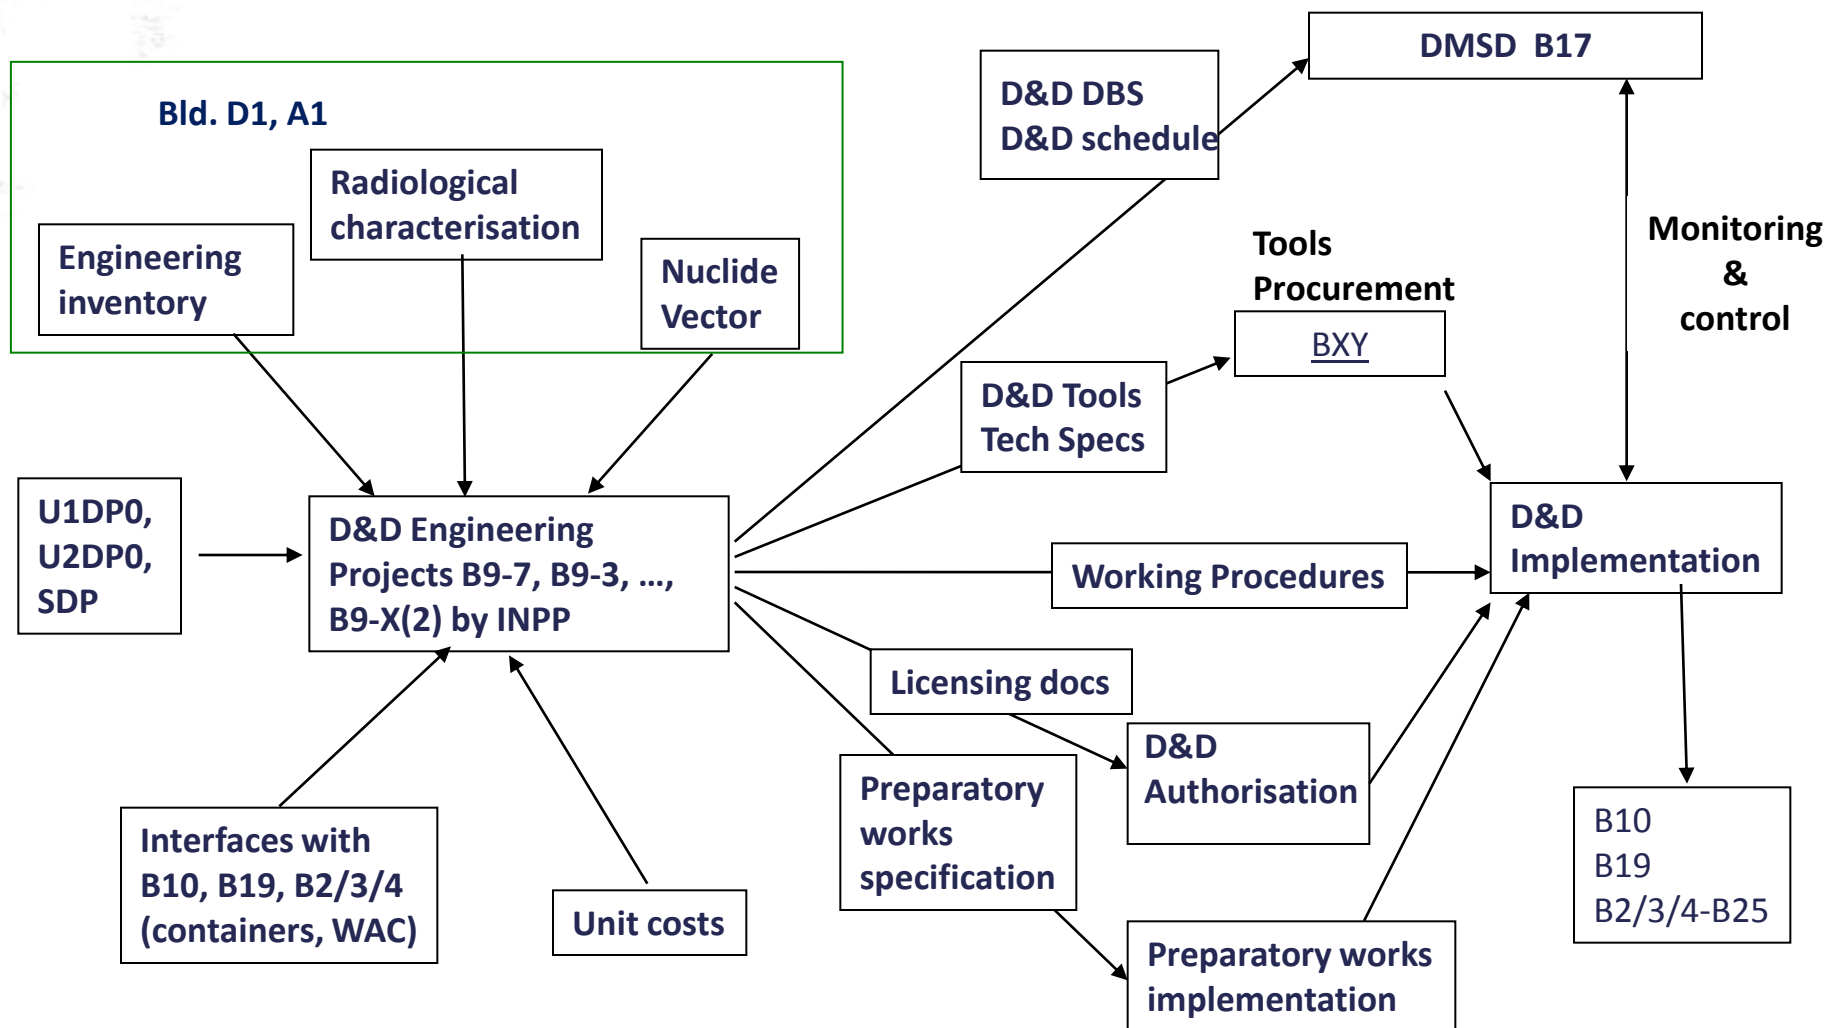 DMSD  B17
D&D DBS
D&D schedule
Bld. D1, A1
Radiological
characterisation
Engineering
inventory
Nuclide
Vector
Tools
Procurement
BXY
Monitoring
&
control
D&D Tools
Tech Specs
U1DP0,
U2DP0,
SDP
D&D Engineering
Projects B9-7, B9-3, …,
B9-X(2) by INPP
Working Procedures
D&D
Implementation
Licensing docs
D&D
Authorisation
Preparatory
works
specification
Interfaces with
B10, B19, B2/3/4
(containers, WAC)
Unit costs
B10
B19
B2/3/4-B25
Preparatory works
implementation